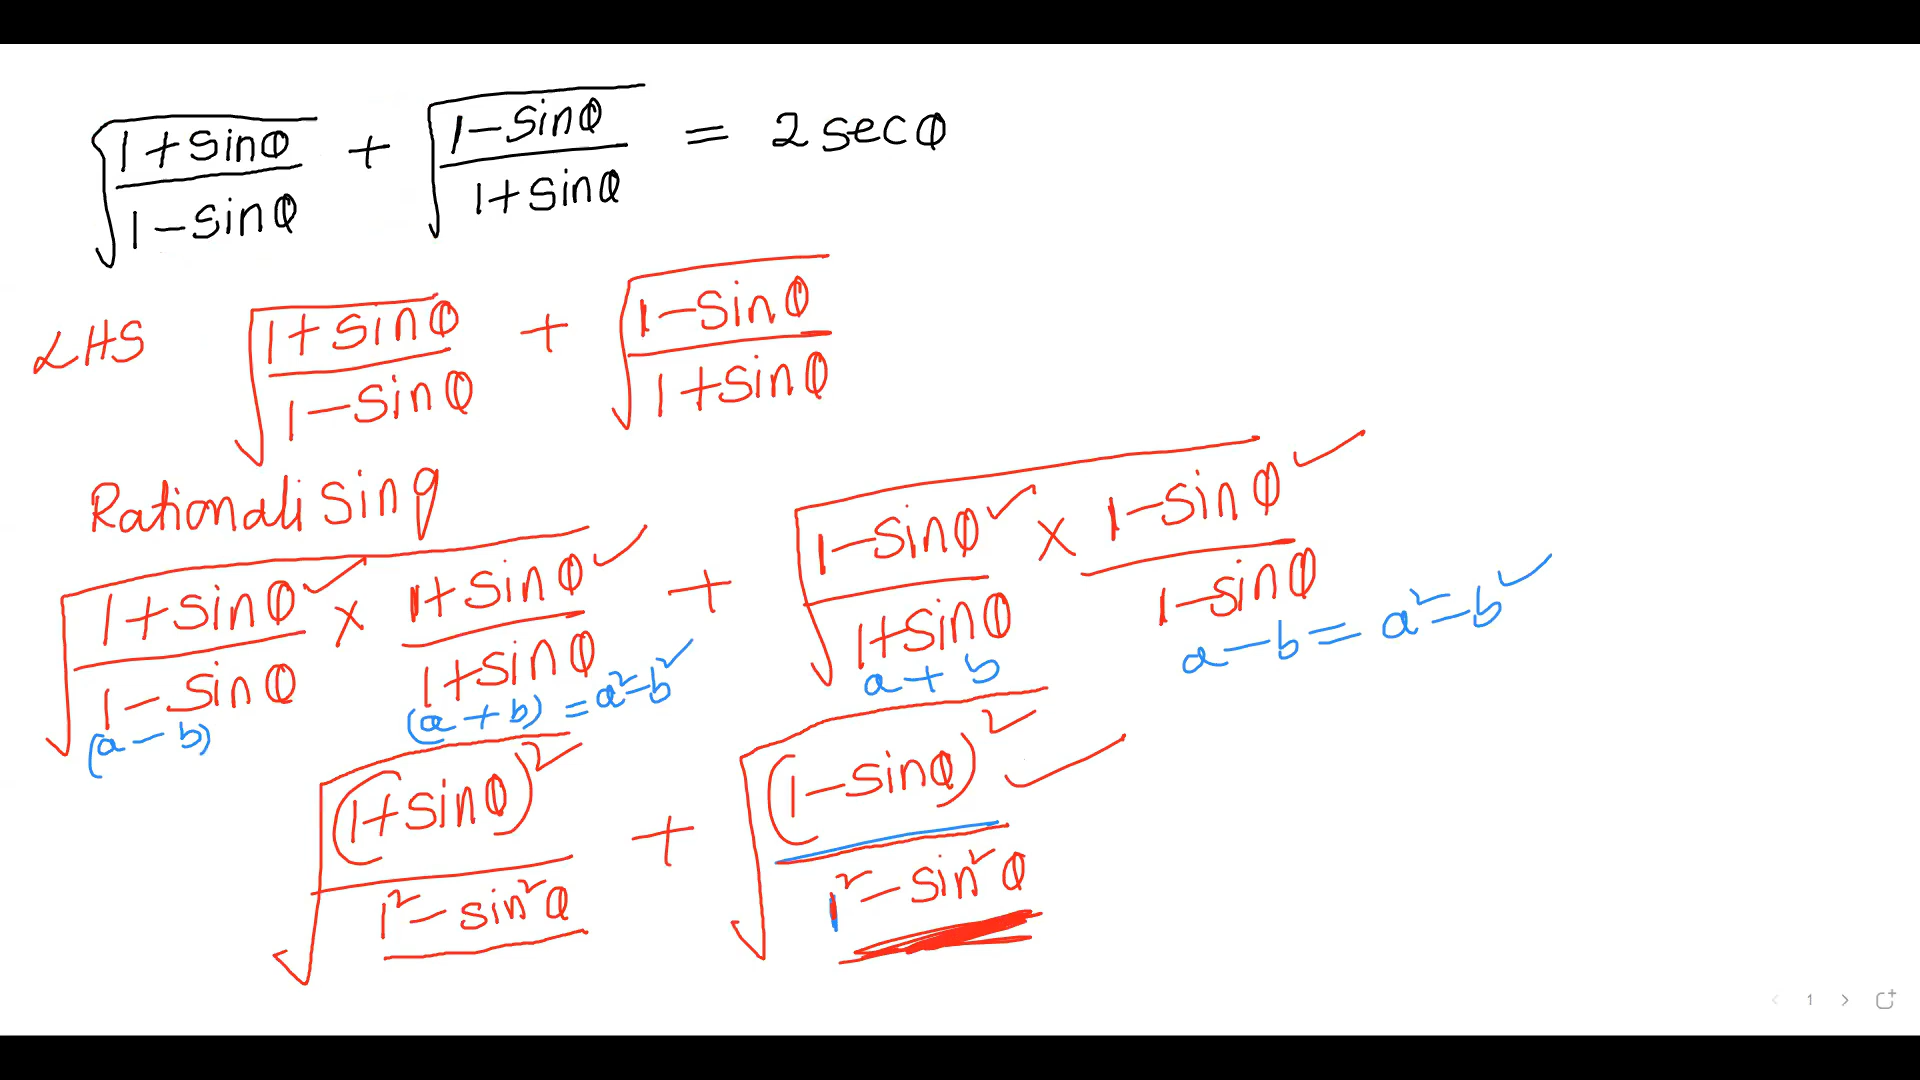 √((1+sinθ)/(1-sinθ)) + √((1-sinθ)/(1+sinθ)) = 2secθ
LHS √((1+sinθ)/(1-sinθ)) + √((1-sinθ)/(1+sinθ))
Rationalising
√((1+sinθ)/(1-sinθ) × (1+sinθ)/(1+sinθ)) + √((1-sinθ)/(1+sinθ) × (1-sinθ)/(1-sinθ))
(a-b) (a+b) = a²-b² a+b a-b = a²-b
√((1+sinθ)²/(1²-sin²θ)) + √((1-sinθ)²/(1²-sin²θ))
1